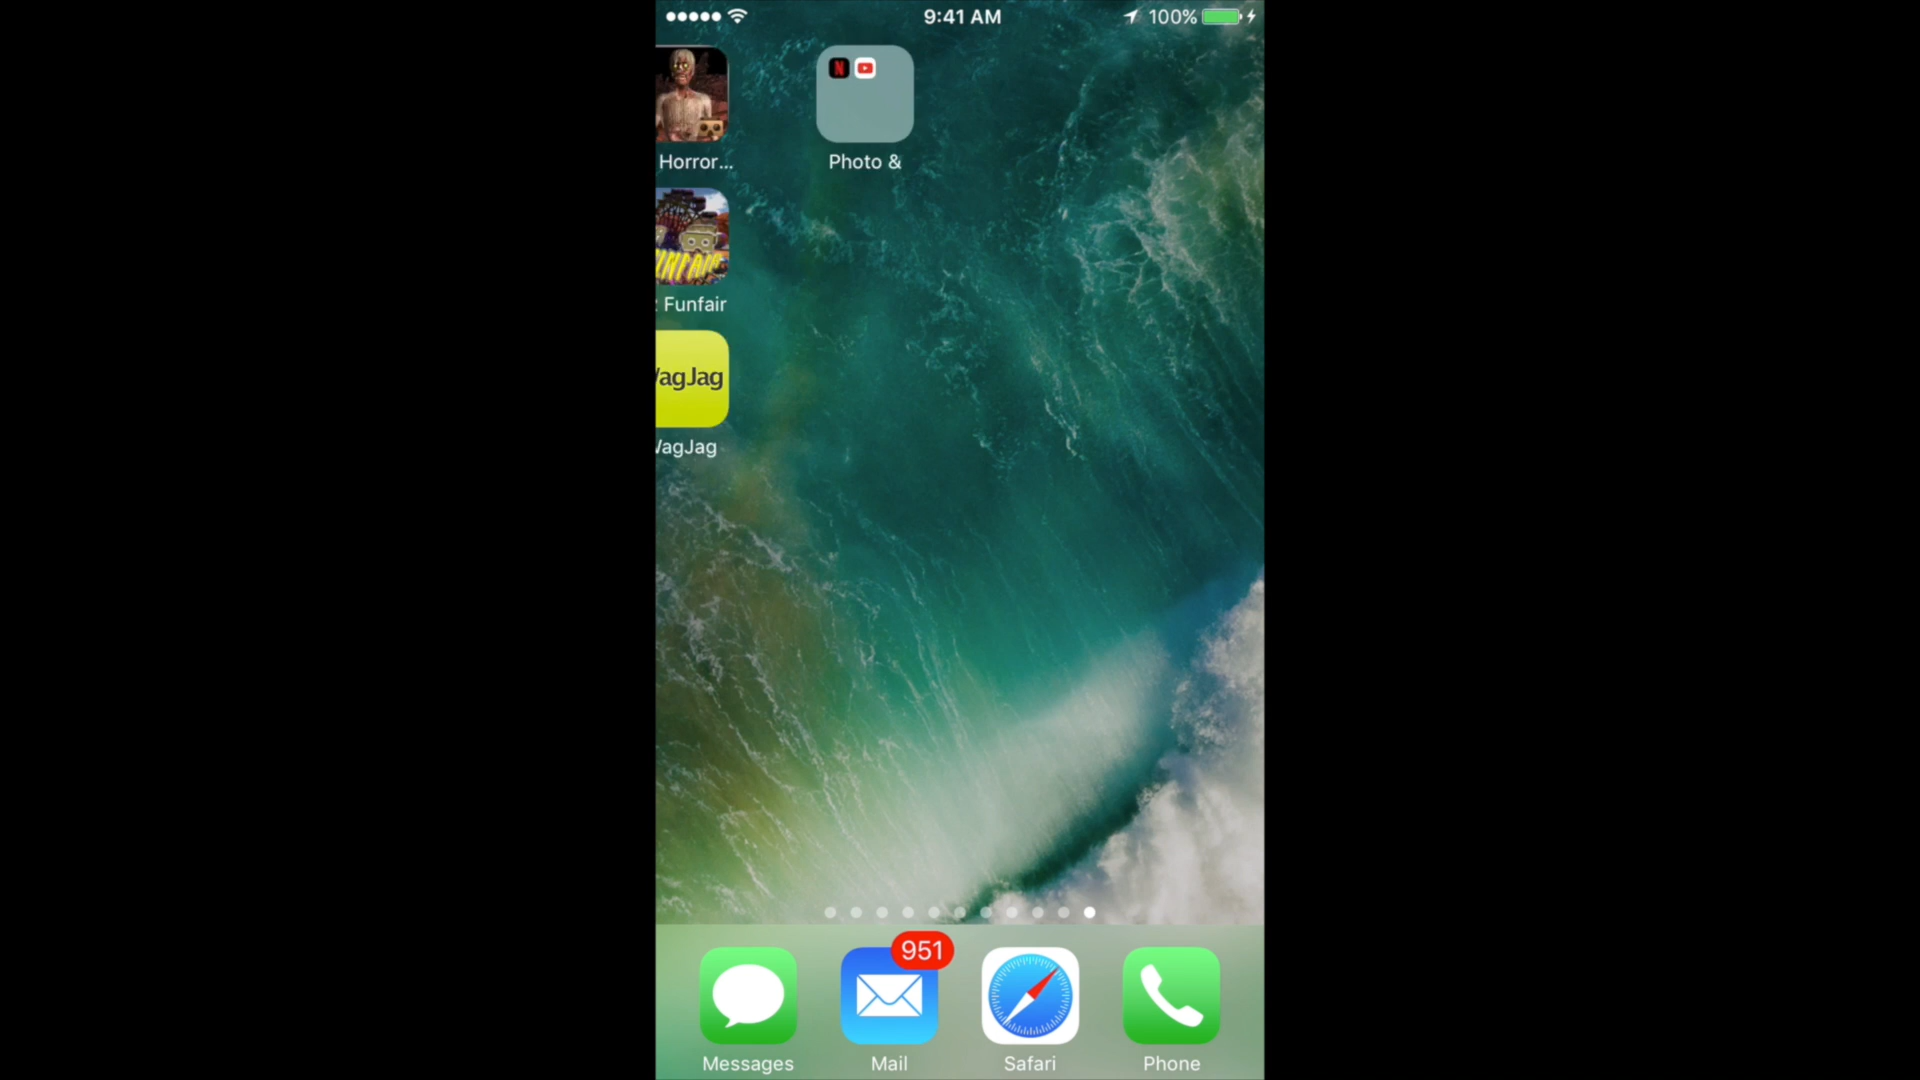 9:41 AM
100%
N
Horror...
Photo &
Funfair
agJag
agJag
951
Messages
Mail
Safari
Phone